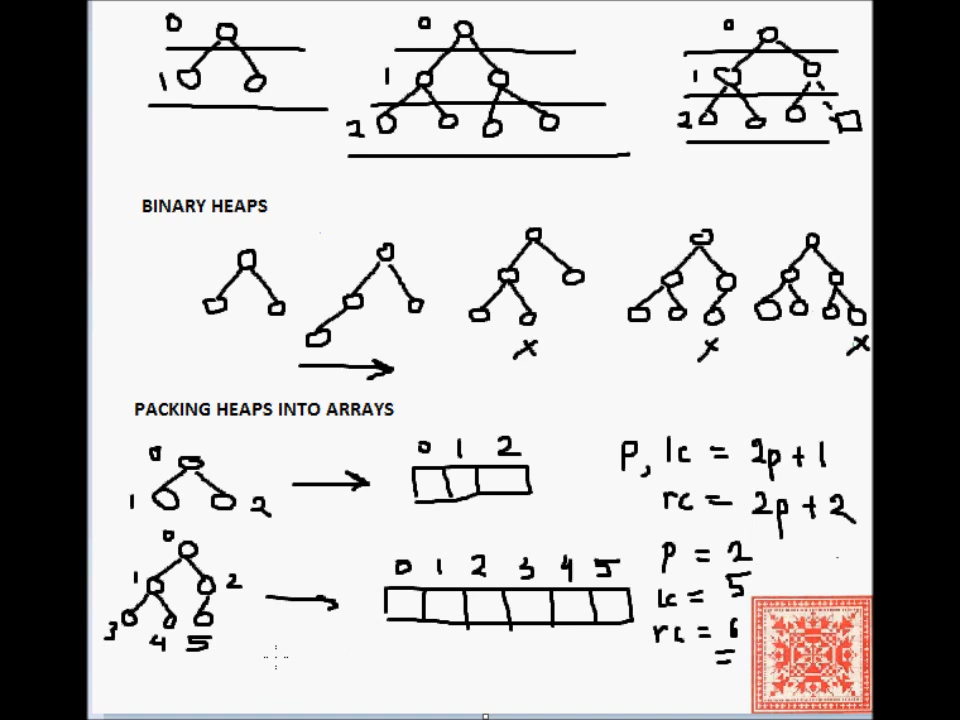 0 0 0
1 1 1
2 2
BINARY HEAPS
x x x
PACKING HEAPS INTO ARRAYS
0
1 2
0 1 2
P, lc = 2p + 1
rc = 2p + 2
0
1 2
3 4 5
0 1 2 3 4 5
P = 2
lc = 5
rc = 6